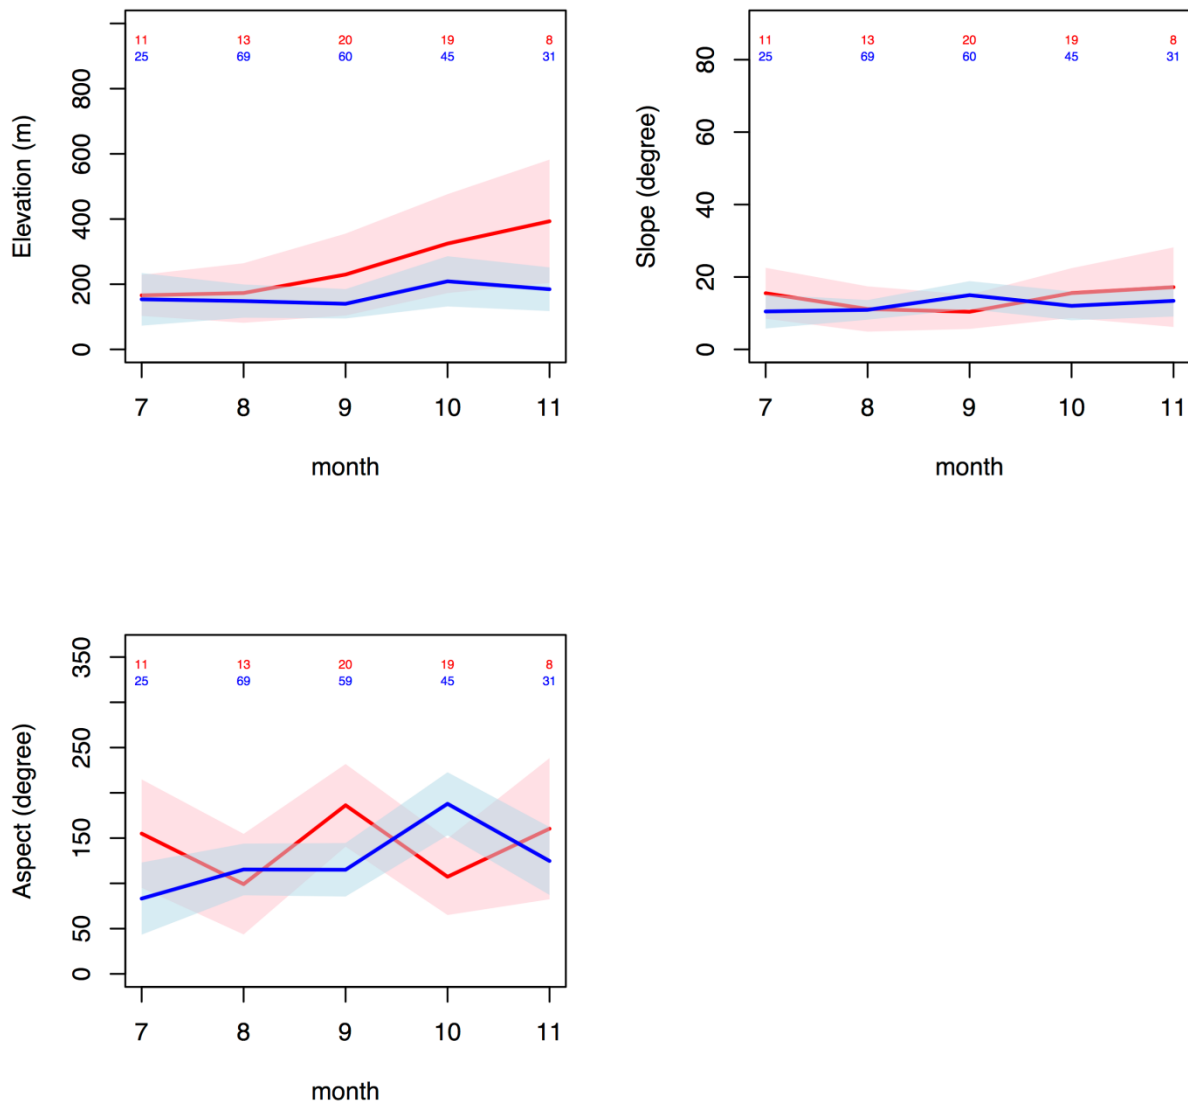 Elevation (m)
800
600
400
200
0
11 13 20 19 8
25 69 60 45 31
7 8 9 10 11
month
Slope (degree)
80
60
40
20
0
11 13 20 19 8
25 69 60 45 31
7 8 9 10 11
month
Aspect (degree)
350
250
150
50
0
11 13 20 19 8
25 69 59 45 31
7 8 9 10 11
month